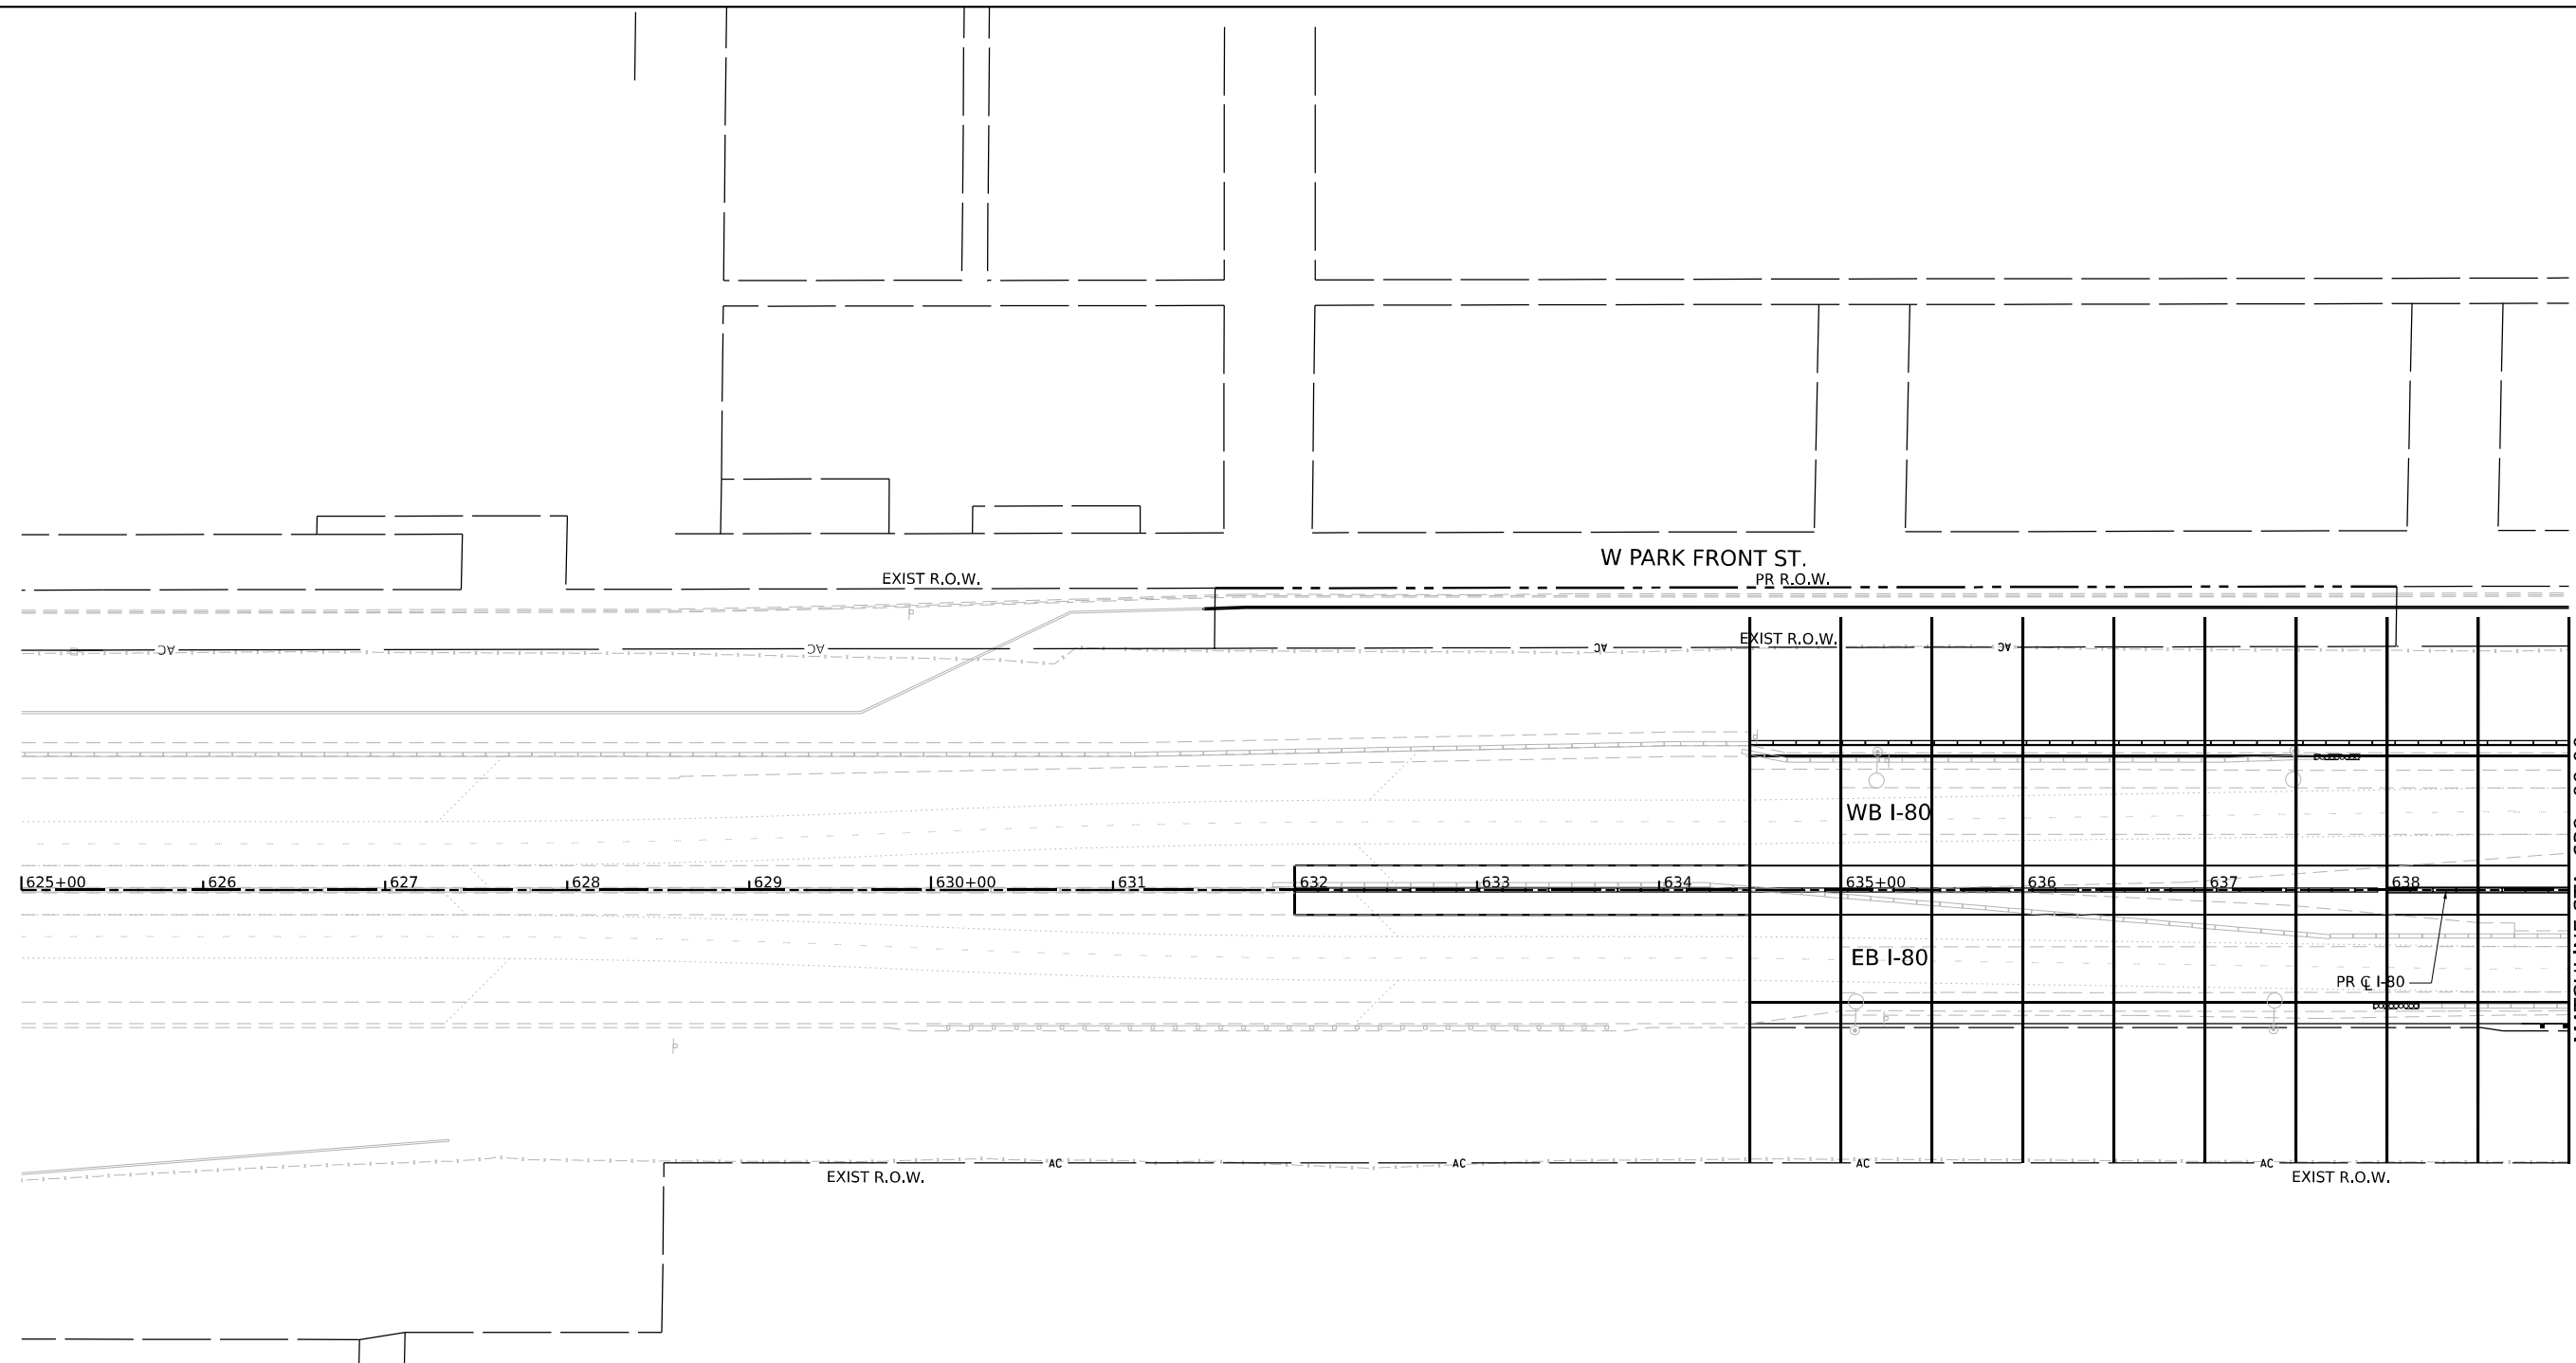 W PARK FRONT ST.
EXIST R.O.W.
PR R.O.W.
EXIST R.O.W.
AC
AC
AC
AC
WB I-80
625+00
626
627
628
629
630+00
631
632
633
634
635+00
636
637
638
EB I-80
PR ℄ I-80
AC
AC
AC
AC
EXIST R.O.W.
EXIST R.O.W.